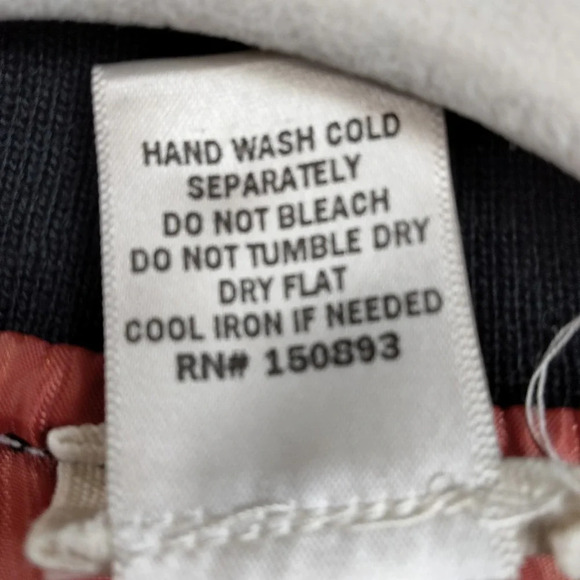 HAND WASH COLD
SEPARATELY
DO NOT BLEACH
DO NOT TUMBLE DRY
DRY FLAT
COOL IRON IF NEEDED
RN# 150893